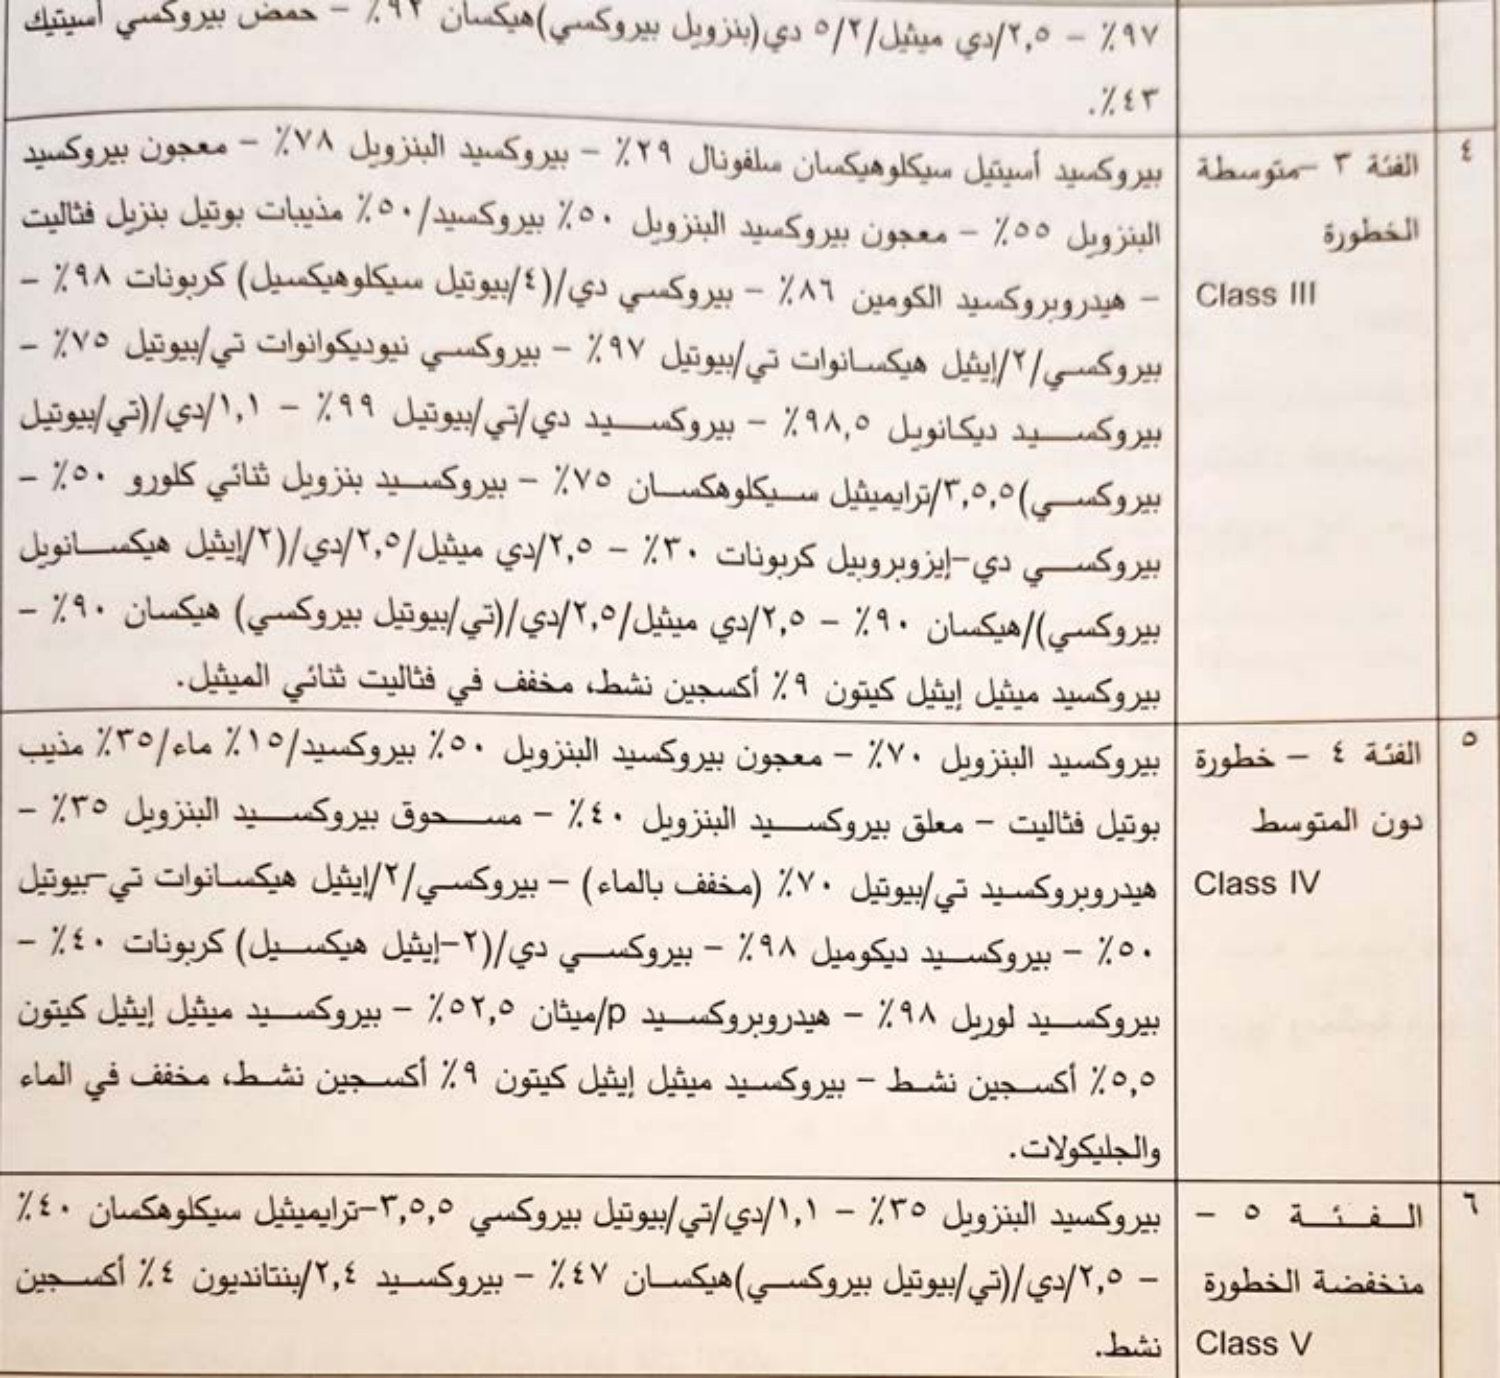 ٩٧٪ – ٢,٥/دي ميثيل/٥/٢ دي(بنزويل بيروكسي)هيكسان ٩٢٪ – حمض بيروكسي أسيتيك
٤٣٪.
٤
الفئة ٣ –متوسطة
الخطورة
Class III
بيروكسيد أسيتيل سيكلوهيكسان سلفونال ٢٩٪ – بيروكسيد البنزويل ٧٨٪ – معجون بيروكسيد
البنزويل ٥٥٪ – معجون بيروكسيد البنزويل ٥٠٪ بيروكسيد/٥٠٪ مذيبات بوتيل بنزيل فثاليت
– هيدروبروكسيد الكومين ٨٦٪ – بيروكسي دي/(٤/بيوتيل سيكلوهيكسيل) كربونات ٩٨٪ –
بيروكسي/٢/إيثيل هيكسانوات تي/بيوتيل ٩٧٪ – بيروكسي نيوديكوانوات تي/بيوتيل ٧٥٪ –
بيروكسيد ديكانويل ٩٨,٥٪ – بيروكسيد دي/تي/بيوتيل ٩٩٪ – ١,١/دي/(تي/بيوتيل
بيروكسي)٣,٥,٥/ترايميثيل سيكلوهكسان ٧٥٪ – بيروكسيد بنزويل ثنائي كلورو ٥٠٪ –
بيروكسي دي-إيزوبروبيل كربونات ٣٠٪ – ٢,٥/دي ميثيل/٢,٥/دي/(٢/إيثيل هيكسانويل
بيروكسي)/هيكسان ٩٠٪ – ٢,٥/دي ميثيل/٢,٥/دي/(تي/بيوتيل بيروكسي) هيكسان ٩٠٪ –
بيروكسيد ميثيل إيثيل كيتون ٩٪ أكسجين نشط، مخفف في فثاليت ثنائي الميثيل.
٥
الفئة ٤ – خطورة
دون المتوسط
Class IV
بيروكسيد البنزويل ٧٠٪ – معجون بيروكسيد البنزويل ٥٠٪ بيروكسيد/١٥٪ ماء/٣٥٪ مذيب
بوتيل فثاليت – معلق بيروكسيد البنزويل ٤٠٪ – مسحوق بيروكسيد البنزويل ٣٥٪ –
هيدروبروكسيد تي/بيوتيل ٧٠٪ (مخفف بالماء) – بيروكسي/٢/إيثيل هيكسانوات تي-بيوتيل
٥٠٪ – بيروكسيد ديكوميل ٩٨٪ – بيروكسي دي/(٢-إيثيل هيكسيل) كربونات ٤٠٪ –
بيروكسيد لوريل ٩٨٪ – هيدروبروكسيد p/ميثان ٥٢,٥٪ – بيروكسيد ميثيل إيثيل كيتون
٥,٥٪ أكسجين نشط – بيروكسيد ميثيل إيثيل كيتون ٩٪ أكسجين نشط، مخفف في الماء
والجليكولات.
٦
الفئة ٥ –
منخفضة الخطورة
Class V
بيروكسيد البنزويل ٣٥٪ – ١,١/دي/تي/بيوتيل بيروكسي ٣,٥,٥-ترايميثيل سيكلوهكسان ٤٠٪
– ٢,٥/دي/(تي/بيوتيل بيروكسي)هيكسان ٤٧٪ – بيروكسيد ٢,٤/بنتانديون ٤٪ أكسجين
نشط.